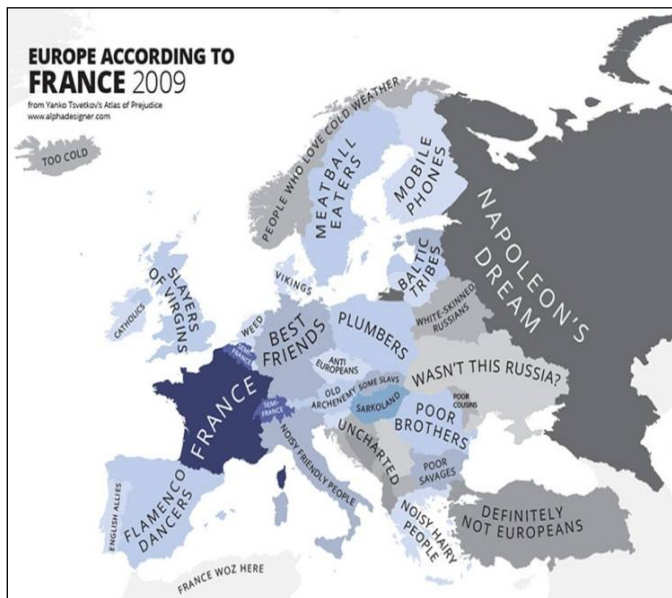 EUROPE ACCORDING TO
FRANCE 2009
from Yanko Tsvetkov's Atlas of Prejudice
www.alphadesigner.com
TOO COLD
PEOPLE WHO LOVE COLD WEATHER
MEATBALL
EATERS
MOBILE
PHONES
NAPOLEON'S
DREAM
BALTIC
TRIBES
VIKINGS
SLAYERS
OF VIRGINS
CATHOLICS
WEED
BEST
FRIENDS
PLUMBERS
WHITE-SKINNED
RUSSIANS
SEMI-
FRANCE
ANTI
EUROPEANS
WASN'T THIS RUSSIA?
FRANCE
SEMI-
FRANCE
OLD
ARCHENEMY
SOME SLAVS
SARKOLAND
POOR
COUSINS
POOR
BROTHERS
UNCHARTED
NOISY FRIENDLY PEOPLE
POOR
SAVAGES
ENGLISH ALLIES
FLAMENCO
DANCERS
NOISY HAIRY
PEOPLE
DEFINITELY
NOT EUROPEANS
FRANCE WOZ HERE